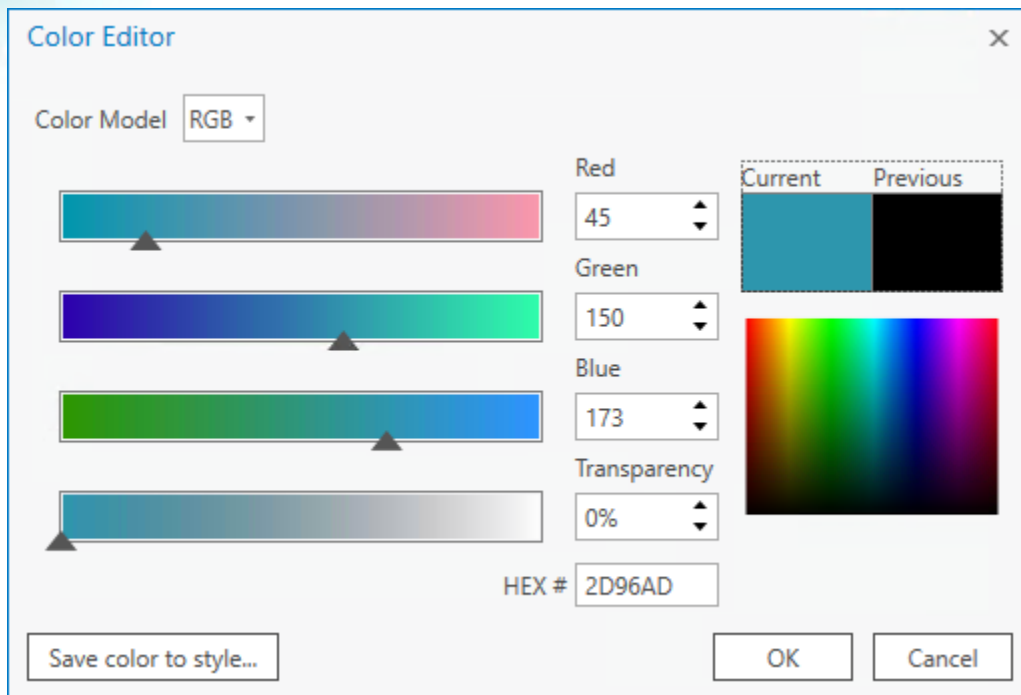 Color Editor
Color Model RGB
Red
45
Current Previous
Green
150
Blue
173
Transparency
0%
HEX # 2D96AD
Save color to style...
OK
Cancel